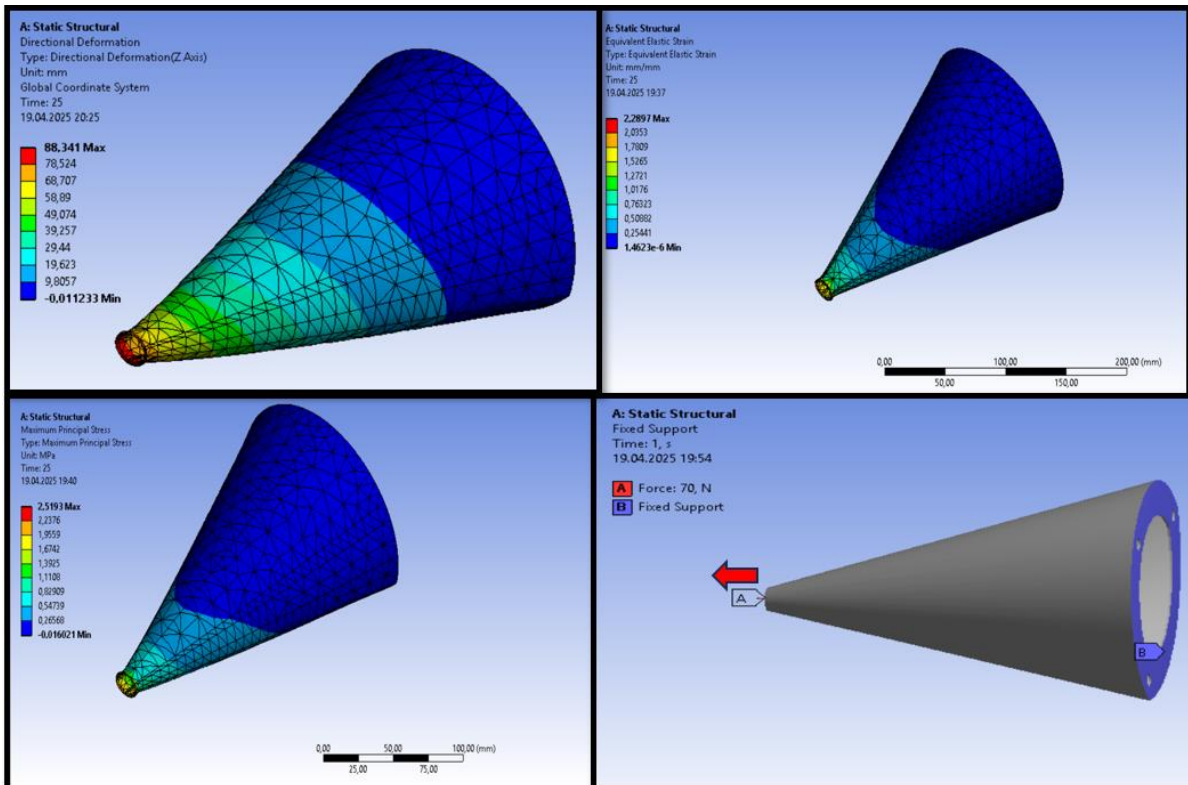 A: Static Structural
Directional Deformation
Type: Directional Deformation(Z Axis)
Unit: mm
Global Coordinate System
Time: 25
19.04.2025 20:25
88,341 Max
78,524
68,707
58,89
49,074
39,257
29,44
19,623
9,8057
-0,011233 Min
A: Static Structural
Equivalent Elastic Strain
Type: Equivalent Elastic Strain
Unit: mm/mm
Time: 25
19.04.2025 19:37
2,2897 Max
2,0353
1,7809
1,5265
1,2721
1,0176
0,76323
0,50882
0,25441
1,4623e-6 Min
0,00
100,00
200,00 (mm)
50,00
150,00
A: Static Structural
Maximum Principal Stress
Type: Maximum Principal Stress
Unit: MPa
Time: 25
19.04.2025 19:40
2,5193 Max
2,2376
1,9559
1,6742
1,3925
1,1108
0,82909
0,54739
0,26568
-0,016021 Min
0,00
50,00
100,00 (mm)
25,00
75,00
A: Static Structural
Fixed Support
Time: 1, s
19.04.2025 19:54
A Force: 70, N
B Fixed Support
A
B